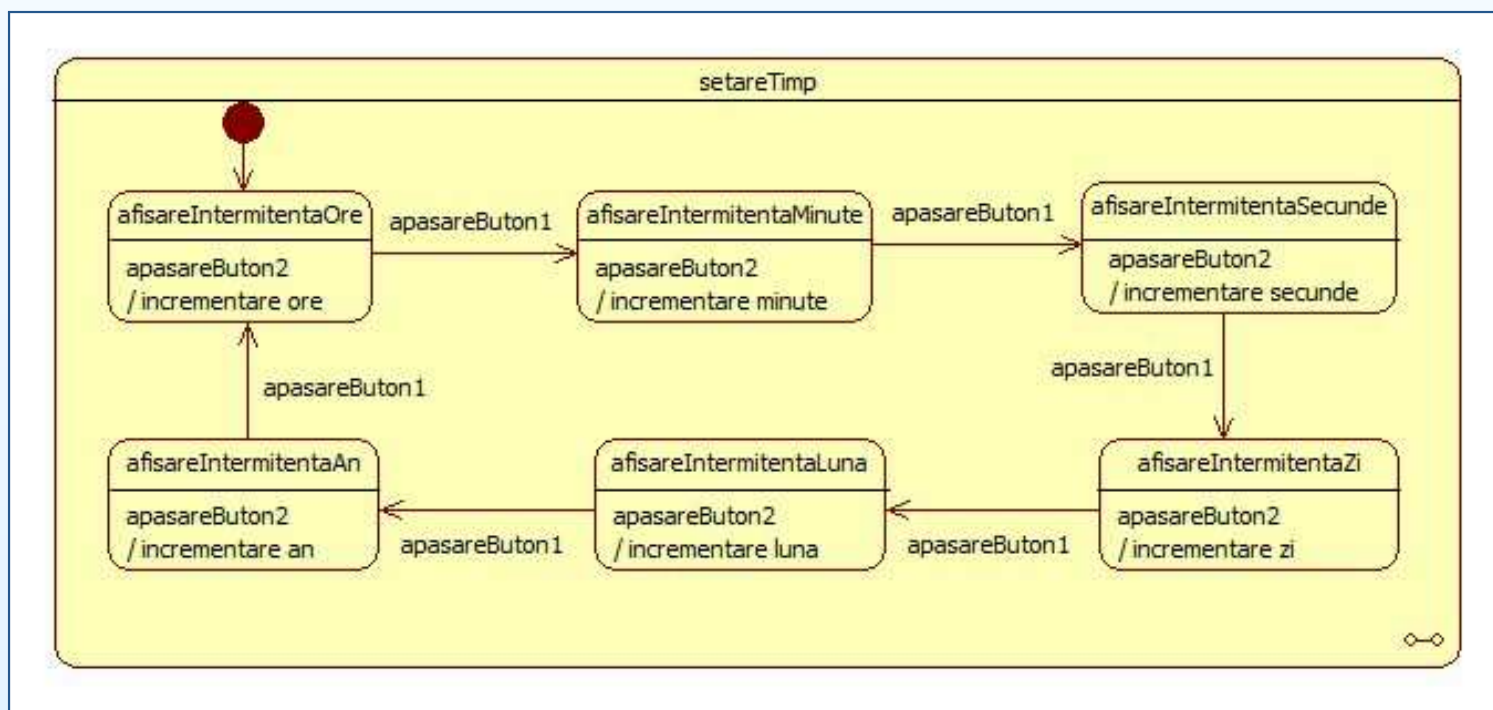 setareTimp
afisareIntermitentaOre
apasareButon2
/ incrementare ore
apasareButon1
afisareIntermitentaMinute
apasareButon2
/ incrementare minute
apasareButon1
afisareIntermitentaSecunde
apasareButon2
/ incrementare secunde
apasareButon1
apasareButon1
afisareIntermitentaAn
apasareButon2
/ incrementare an
apasareButon1
afisareIntermitentaLuna
apasareButon2
/ incrementare luna
apasareButon1
afisareIntermitentaZi
apasareButon2
/ incrementare zi